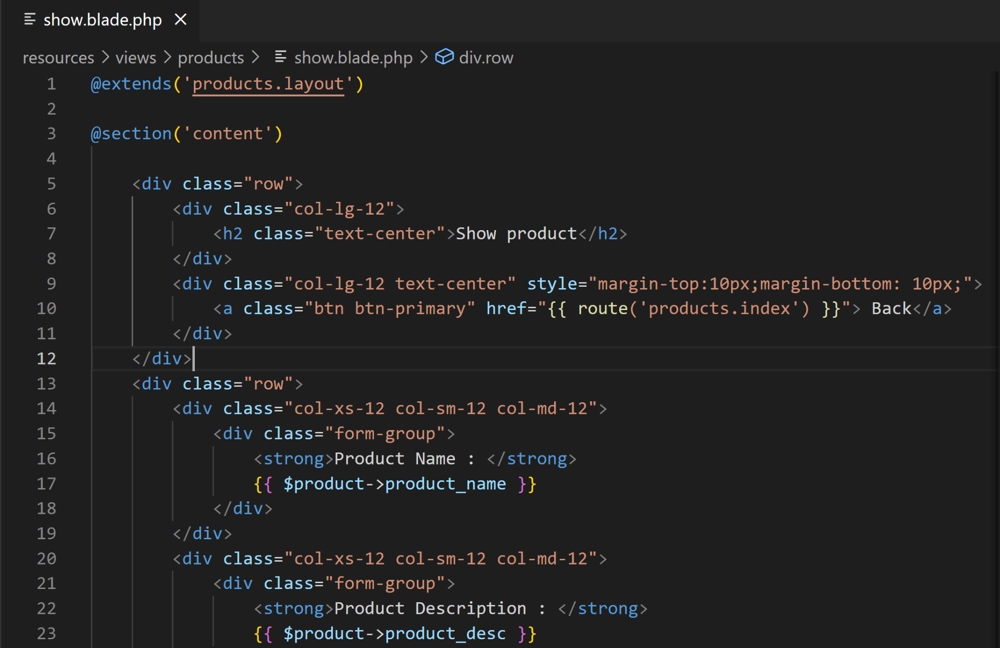 show.blade.php
resources > views > products > show.blade.php > div.row
1 @extends('products.layout')
2
3 @section('content')
4
5     <div class="row">
6         <div class="col-lg-12">
7             <h2 class="text-center">Show product</h2>
8         </div>
9         <div class="col-lg-12 text-center" style="margin-top:10px;margin-bottom: 10px;">
10             <a class="btn btn-primary" href="{{ route('products.index') }}"> Back</a>
11         </div>
12     </div>
13     <div class="row">
14         <div class="col-xs-12 col-sm-12 col-md-12">
15             <div class="form-group">
16                 <strong>Product Name : </strong>
17                 {{ $product->product_name }}
18             </div>
19         </div>
20         <div class="col-xs-12 col-sm-12 col-md-12">
21             <div class="form-group">
22                 <strong>Product Description : </strong>
23                 {{ $product->product_desc }}